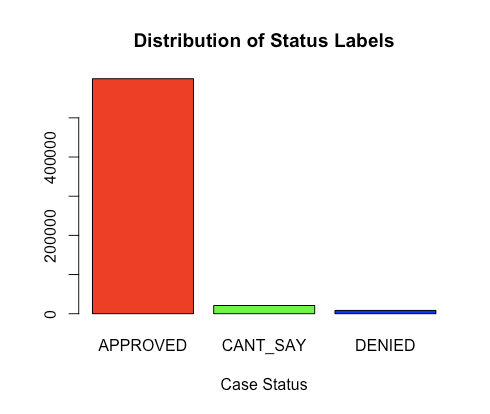 Distribution of Status Labels
400000
200000
0
APPROVED CANT_SAY DENIED
Case Status